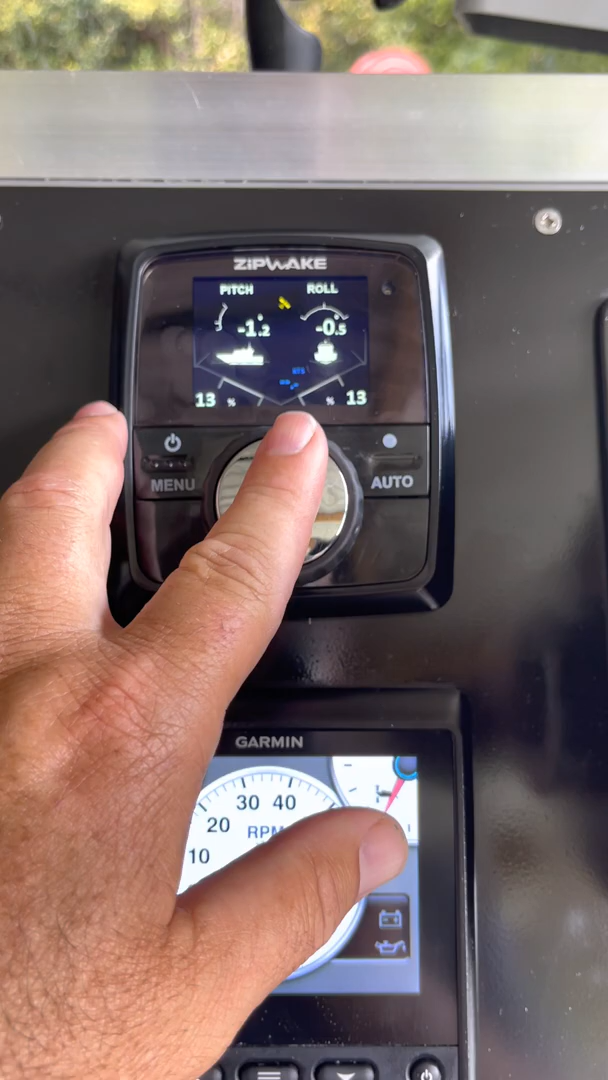 ZIPWAKE
PITCH ROLL
-1.2 -0.5
13 % % 13
MENU AUTO
GARMIN
30 40
20 RPM
10